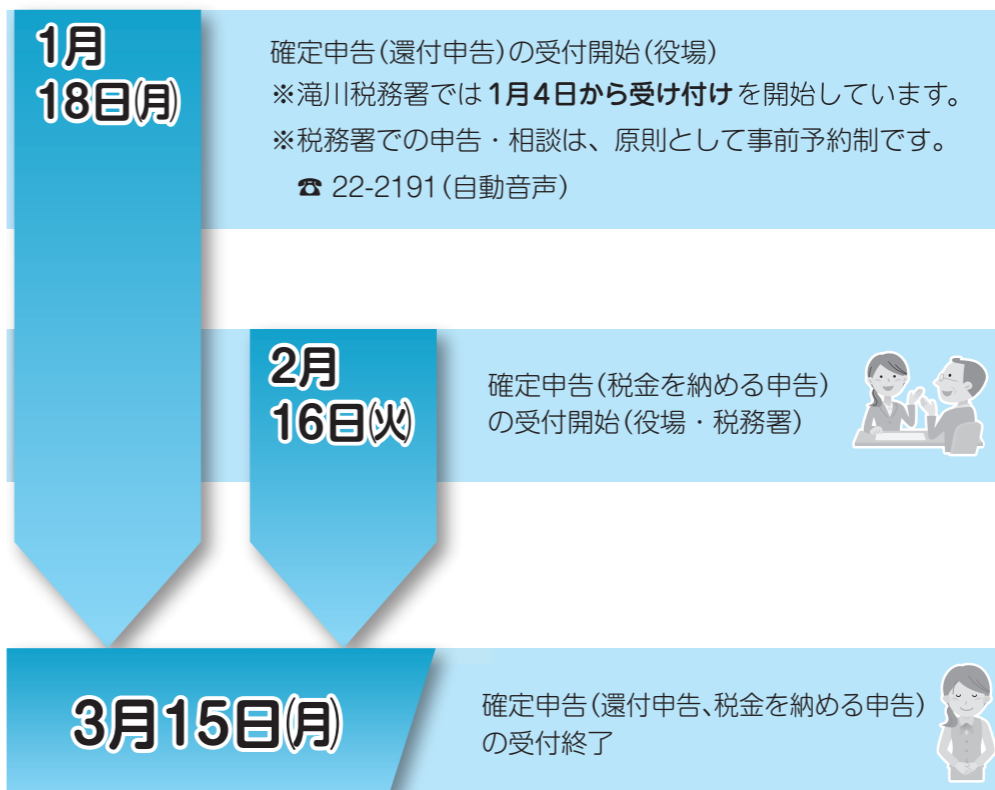 1月
18日(月)
確定申告(還付申告)の受付開始(役場)
※滝川税務署では1月4日から受け付けを開始しています。
※税務署での申告・相談は、原則として事前予約制です。
☎ 22-2191(自動音声)
2月
16日(火)
確定申告(税金を納める申告)
の受付開始(役場・税務署)
3月15日(月)
確定申告(還付申告、税金を納める申告)
の受付終了